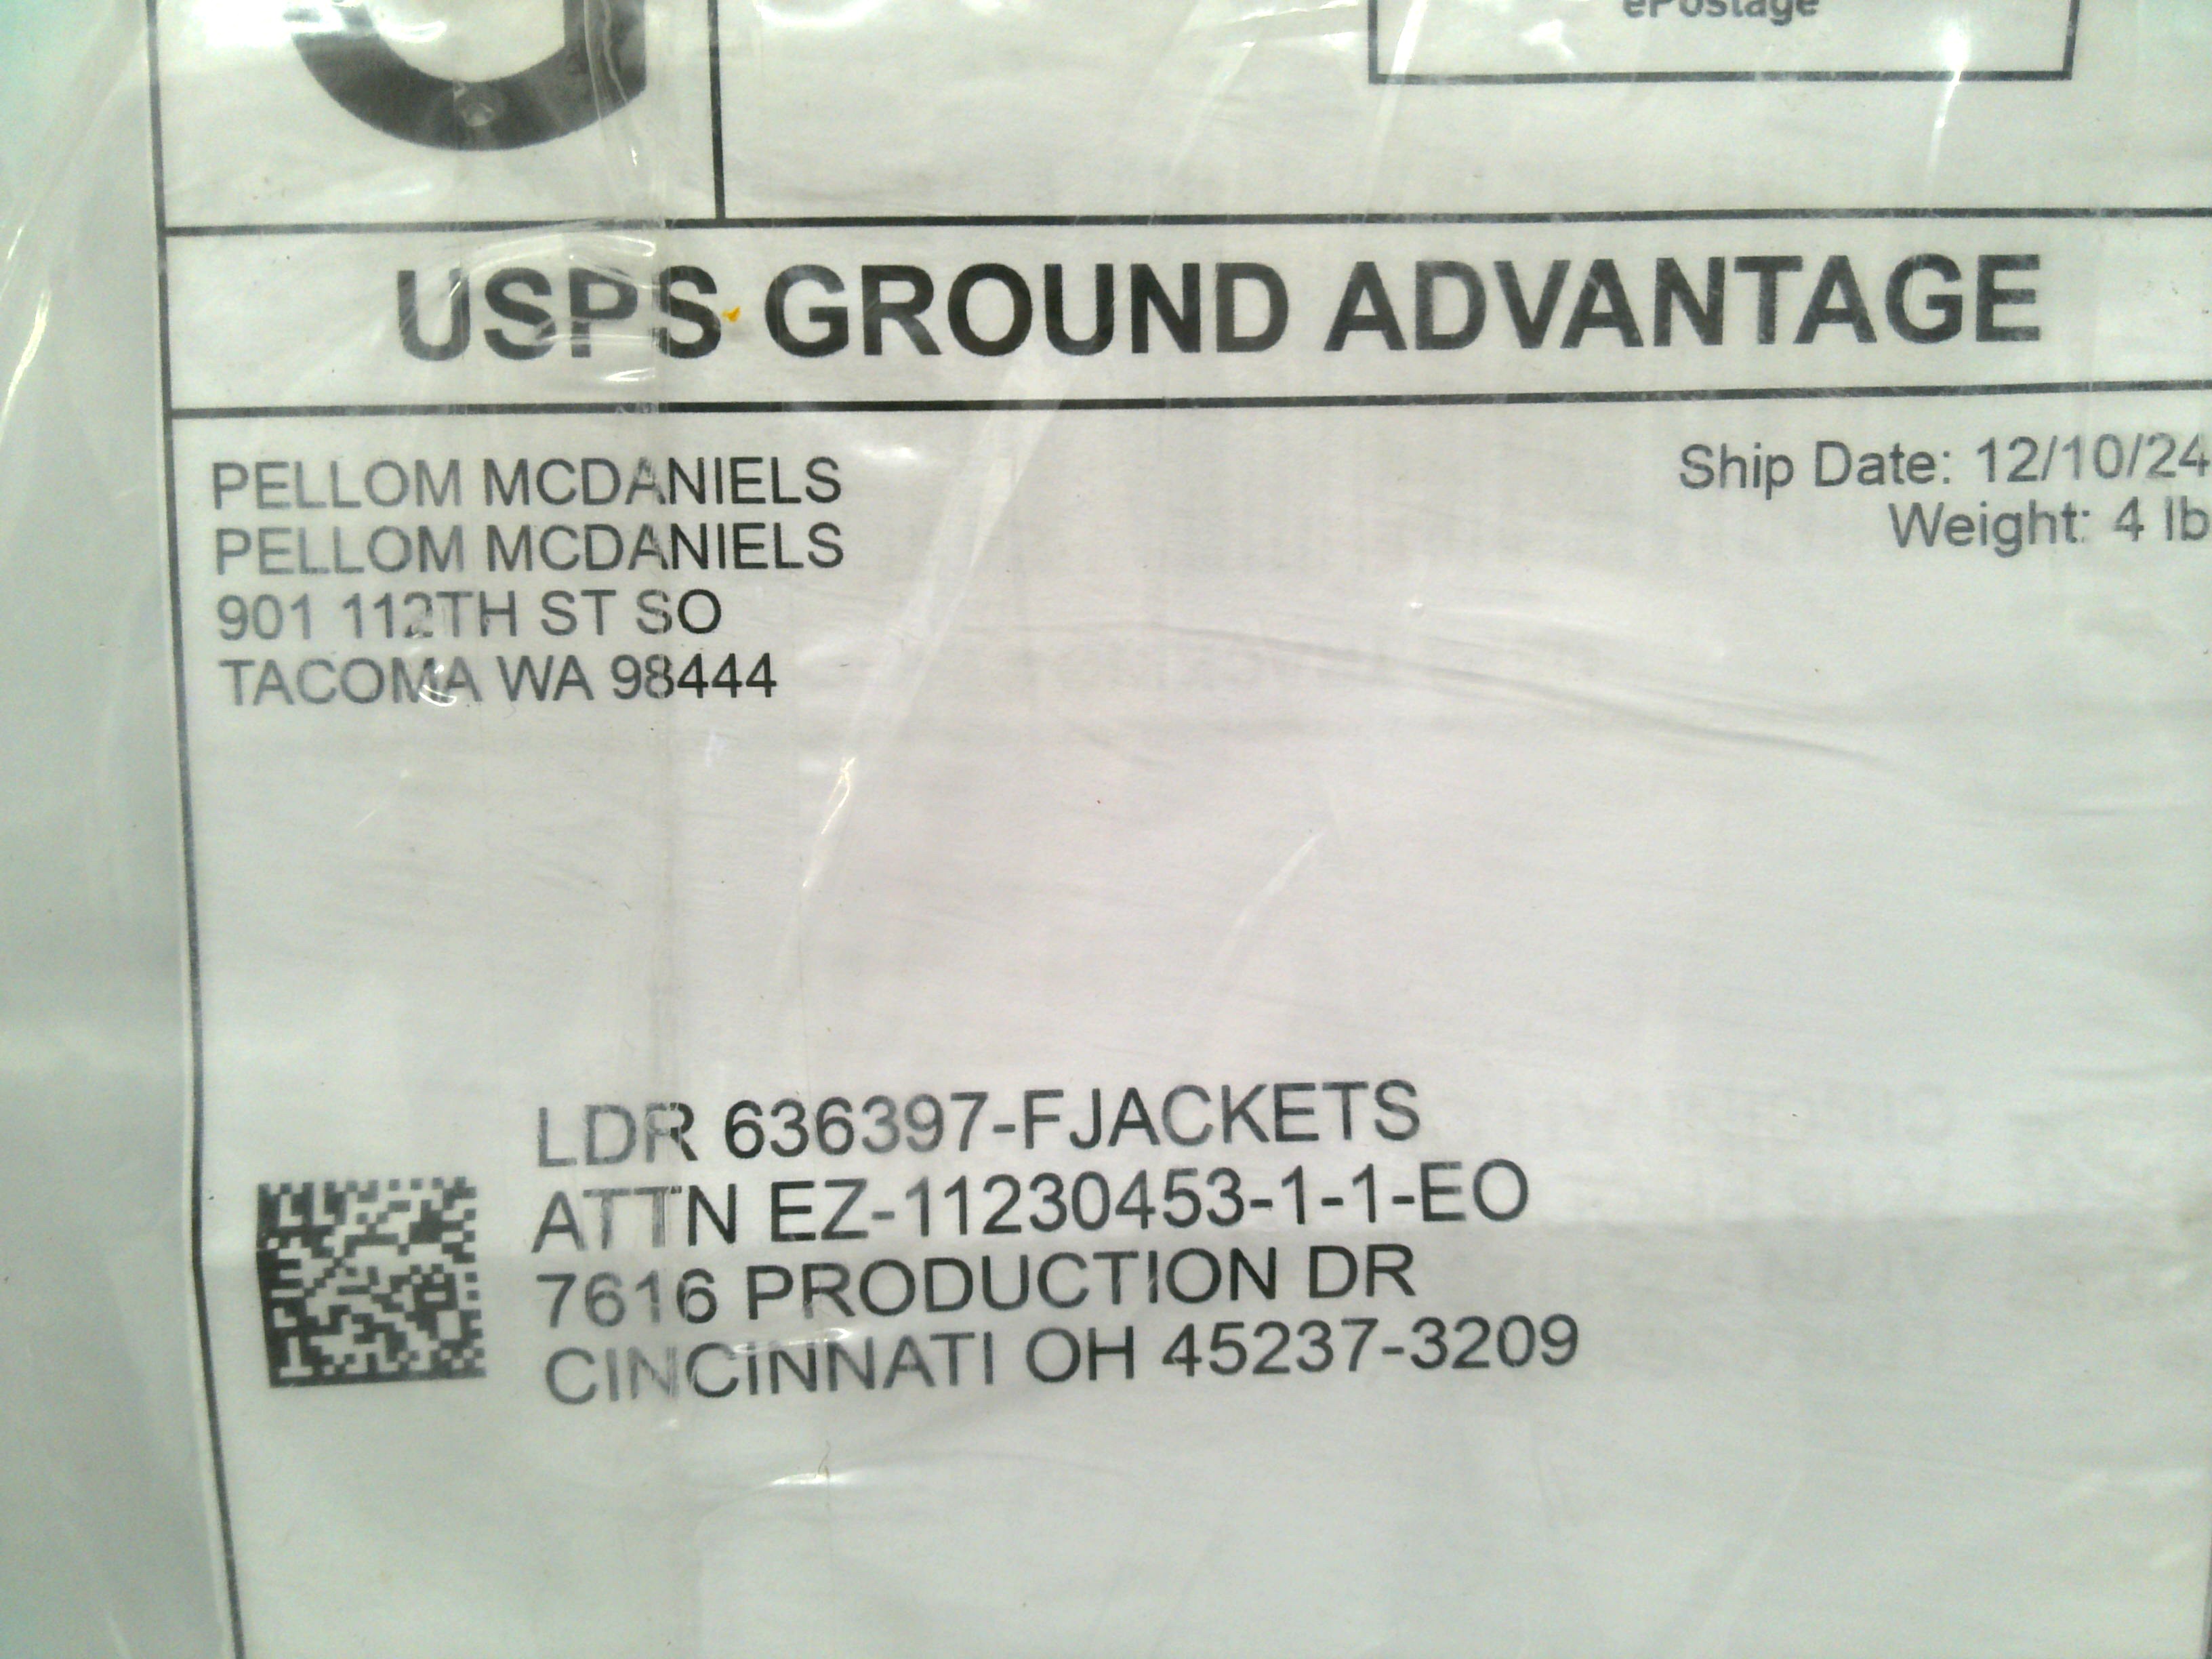 ePostage
USPS GROUND ADVANTAGE
PELLOM MCDANIELS
PELLOM MCDANIELS
901 112TH ST SO
TACOMA WA 98444
Ship Date: 12/10/24
Weight: 4 lb
LDR 636397-FJACKETS
ATTN EZ-11230453-1-1-EO
7616 PRODUCTION DR
CINCINNATI OH 45237-3209